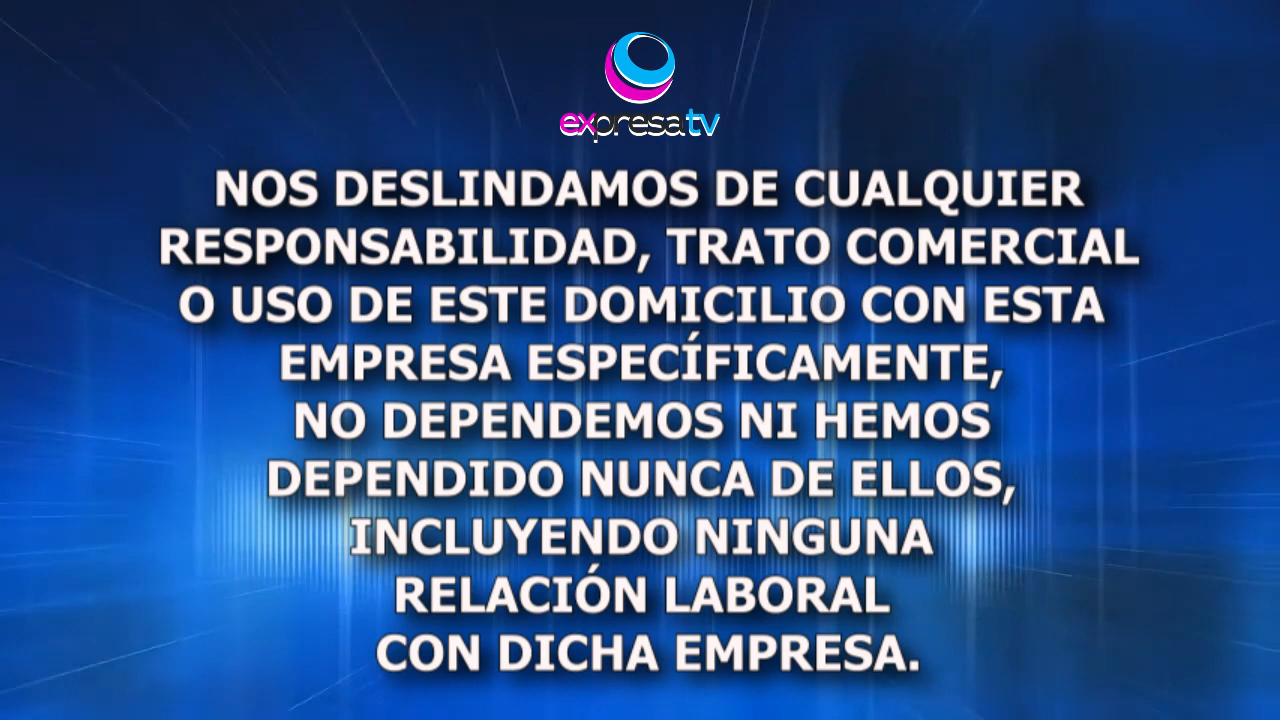 expresatv
NOS DESLINDAMOS DE CUALQUIER
RESPONSABILIDAD, TRATO COMERCIAL
O USO DE ESTE DOMICILIO CON ESTA
EMPRESA ESPECÍFICAMENTE,
NO DEPENDEMOS NI HEMOS
DEPENDIDO NUNCA DE ELLOS,
INCLUYENDO NINGUNA
RELACIÓN LABORAL
CON DICHA EMPRESA.